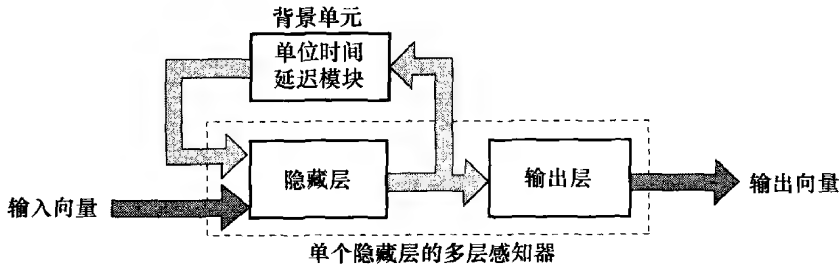 背景单元
单位时间
延迟模块
隐藏层
输出层
输入向量
输出向量
单个隐藏层的多层感知器